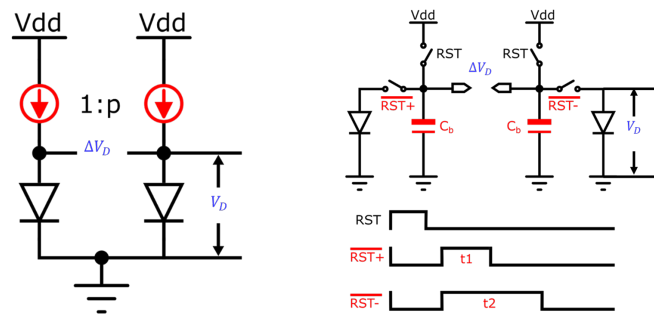 Vdd Vdd
1:p
ΔV_D
V_D
Vdd Vdd
RST RST
ΔV_D
RST+ RST-
C_b C_b
V_D
RST
RST+ t1
RST- t2